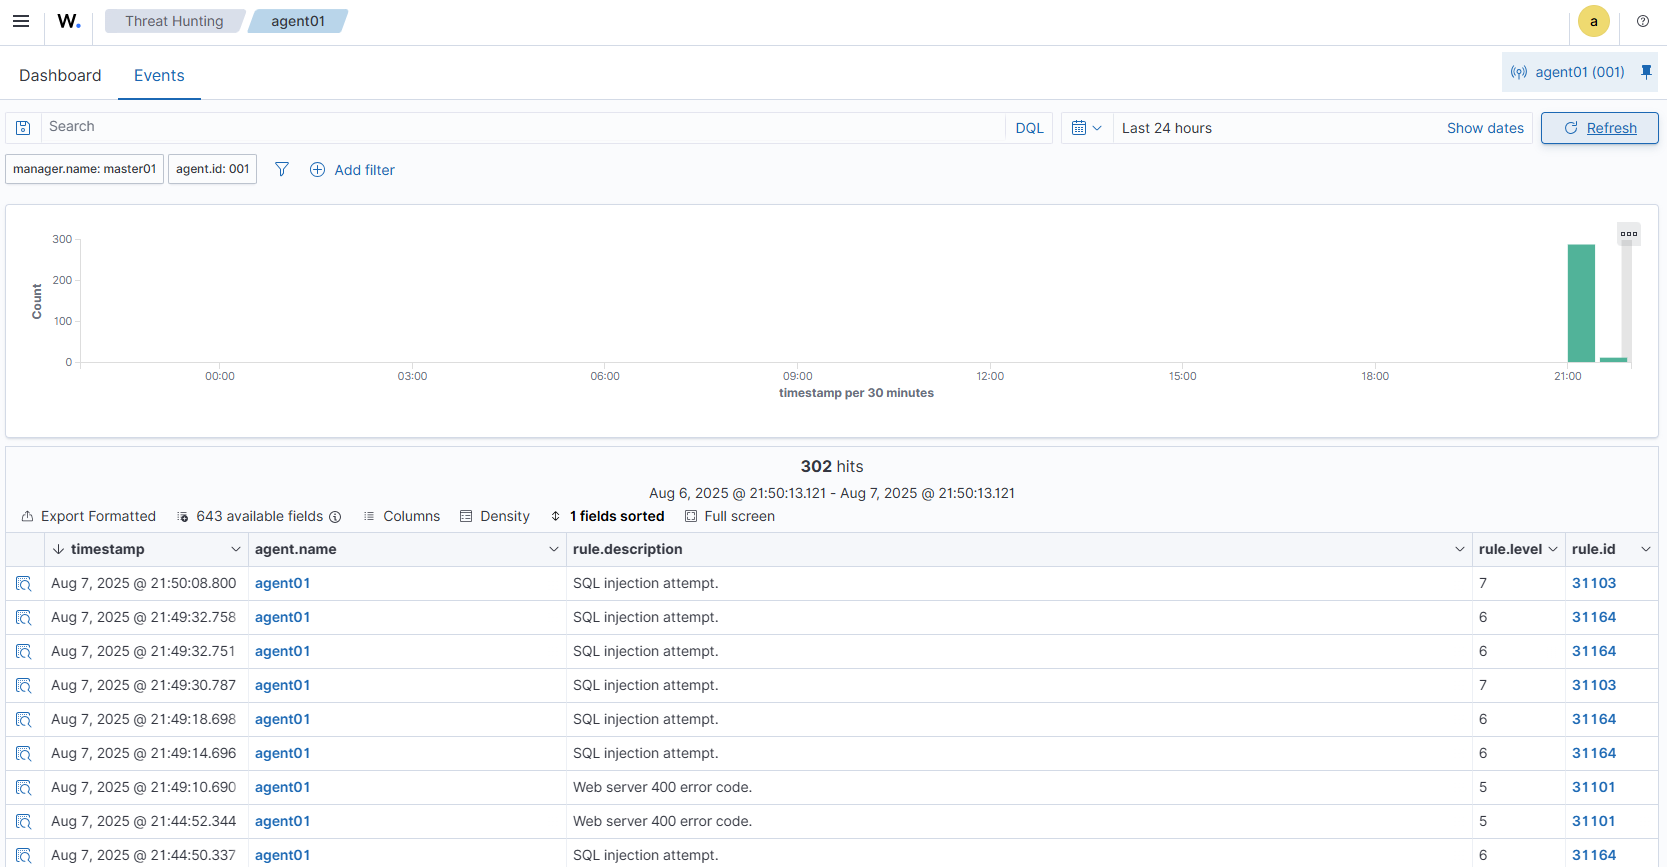 W. Threat Hunting agent01 a
Dashboard Events agent01 (001)
Search DQL Last 24 hours Show dates Refresh
manager.name: master01 agent.id: 001 Add filter
300
200
100
0
Count
00:00 03:00 06:00 09:00 12:00 15:00 18:00 21:00
timestamp per 30 minutes
302 hits
Aug 6, 2025 @ 21:50:13.121 - Aug 7, 2025 @ 21:50:13.121
Export Formatted 643 available fields Columns Density 1 fields sorted Full screen
timestamp agent.name rule.description rule.level rule.id
Aug 7, 2025 @ 21:50:08.800 agent01 SQL injection attempt. 7 31103
Aug 7, 2025 @ 21:49:32.758 agent01 SQL injection attempt. 6 31164
Aug 7, 2025 @ 21:49:32.751 agent01 SQL injection attempt. 6 31164
Aug 7, 2025 @ 21:49:30.787 agent01 SQL injection attempt. 7 31103
Aug 7, 2025 @ 21:49:18.698 agent01 SQL injection attempt. 6 31164
Aug 7, 2025 @ 21:49:14.696 agent01 SQL injection attempt. 6 31164
Aug 7, 2025 @ 21:49:10.690 agent01 Web server 400 error code. 5 31101
Aug 7, 2025 @ 21:44:52.344 agent01 Web server 400 error code. 5 31101
Aug 7, 2025 @ 21:44:50.337 agent01 SQL injection attempt. 6 31164